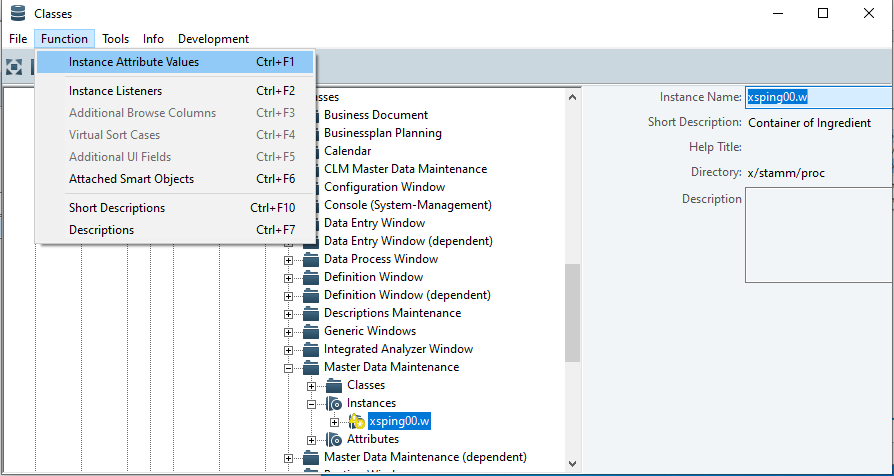 Classes
File Function Tools Info Development
Instance Attribute Values Ctrl+F1
Instance Listeners Ctrl+F2
Additional Browse Columns Ctrl+F3
Virtual Sort Cases Ctrl+F4
Additional UI Fields Ctrl+F5
Attached Smart Objects Ctrl+F6
Short Descriptions Ctrl+F10
Descriptions Ctrl+F7
Business Document
Businessplan Planning
Calendar
CLM Master Data Maintenance
Configuration Window
Console (System-Management)
Data Entry Window
Data Entry Window (dependent)
Data Process Window
Definition Window
Definition Window (dependent)
Descriptions Maintenance
Generic Windows
Integrated Analyzer Window
Master Data Maintenance
Classes
Instances
xsping00.w
Attributes
Master Data Maintenance (dependent)
Instance Name: xsping00.w
Short Description: Container of Ingredient
Help Title:
Directory: x/stamm/proc
Description